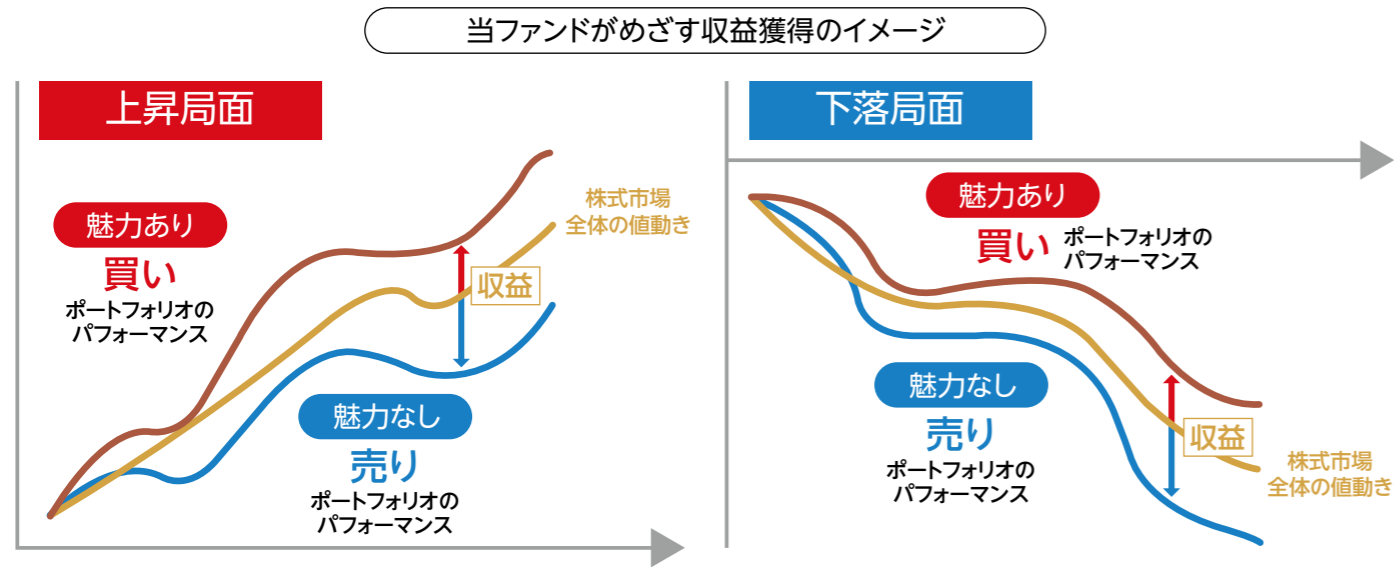 当ファンドがめざす収益獲得のイメージ
上昇局面
魅力あり
買い
ポートフォリオの
パフォーマンス
株式市場
全体の値動き
収益
魅力なし
売り
ポートフォリオの
パフォーマンス
下落局面
魅力あり
買い
ポートフォリオの
パフォーマンス
魅力なし
売り
ポートフォリオの
パフォーマンス
収益
株式市場
全体の値動き